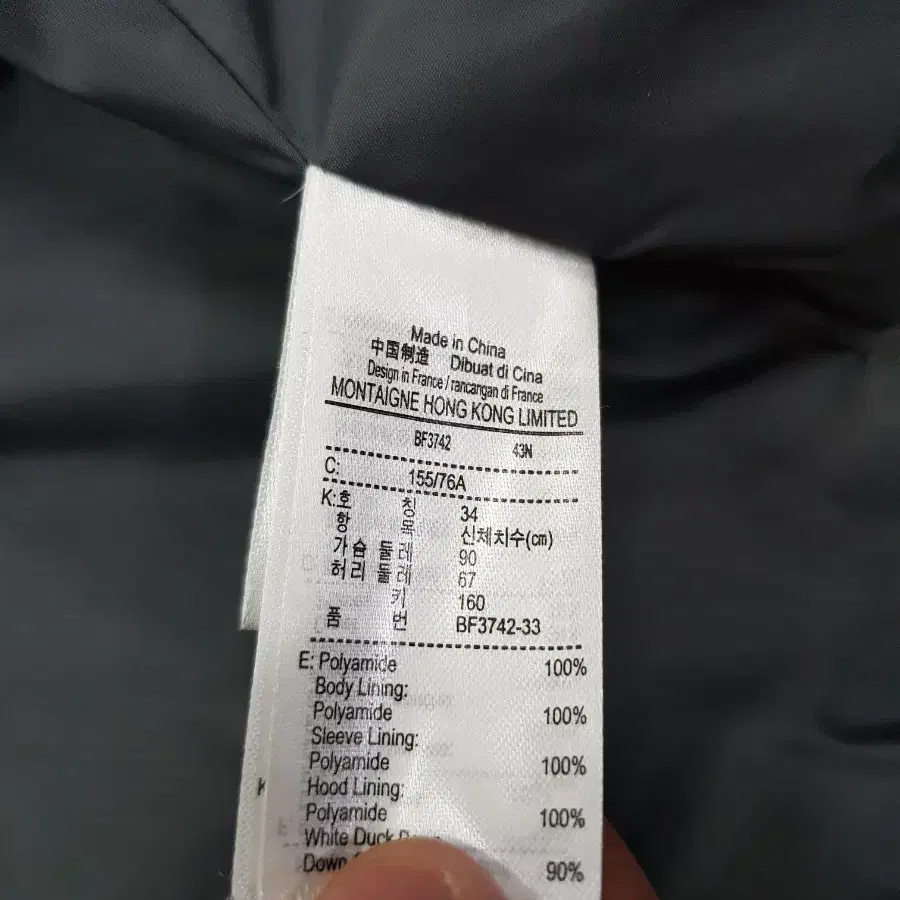 Made in China
中国制造 Dibuat di Cina
Design in France / rancangan di France
MONTAIGNE HONG KONG LIMITED
BF3742 43N
C: 155/76A
K:호 칭 34
항 목 신체치수(cm)
가슴 둘레 90
허리 둘레 67
키 160
품 번 BF3742-33
E: Polyamide 100%
Body Lining:
Polyamide 100%
Sleeve Lining:
Polyamide 100%
Hood Lining:
Polyamide 100%
White Duck
Down 90%